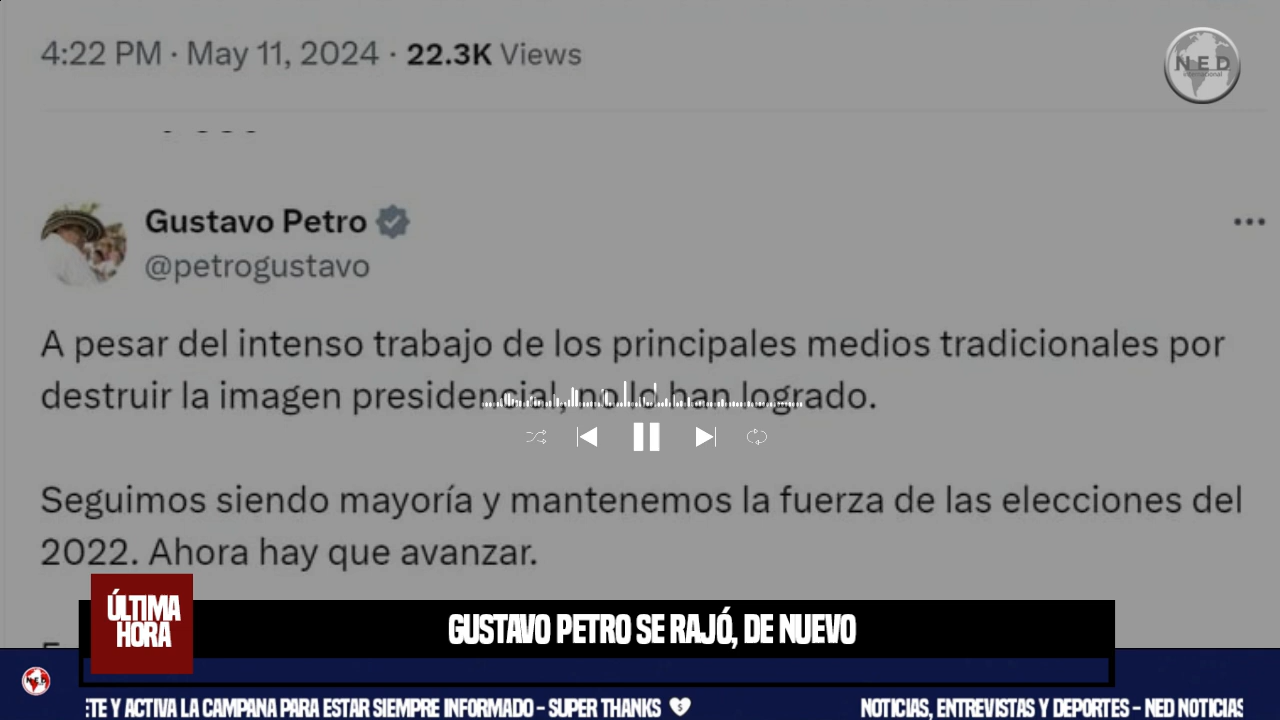 4:22 PM · May 11, 2024 · 22.3K Views
NED
internacional
Gustavo Petro
@petrogustavo
A pesar del intenso trabajo de los principales medios tradicionales por
destruir la imagen presidencial, no lo han logrado.
Seguimos siendo mayoría y mantenemos la fuerza de las elecciones del
2022. Ahora hay que avanzar.
ÚLTIMA
HORA
GUSTAVO PETRO SE RAJÓ, DE NUEVO
NED
ETE Y ACTIVA LA CAMPANA PARA ESTAR SIEMPRE INFORMADO - SUPER THANKS
NOTICIAS, ENTREVISTAS Y DEPORTES - NED NOTICIAS